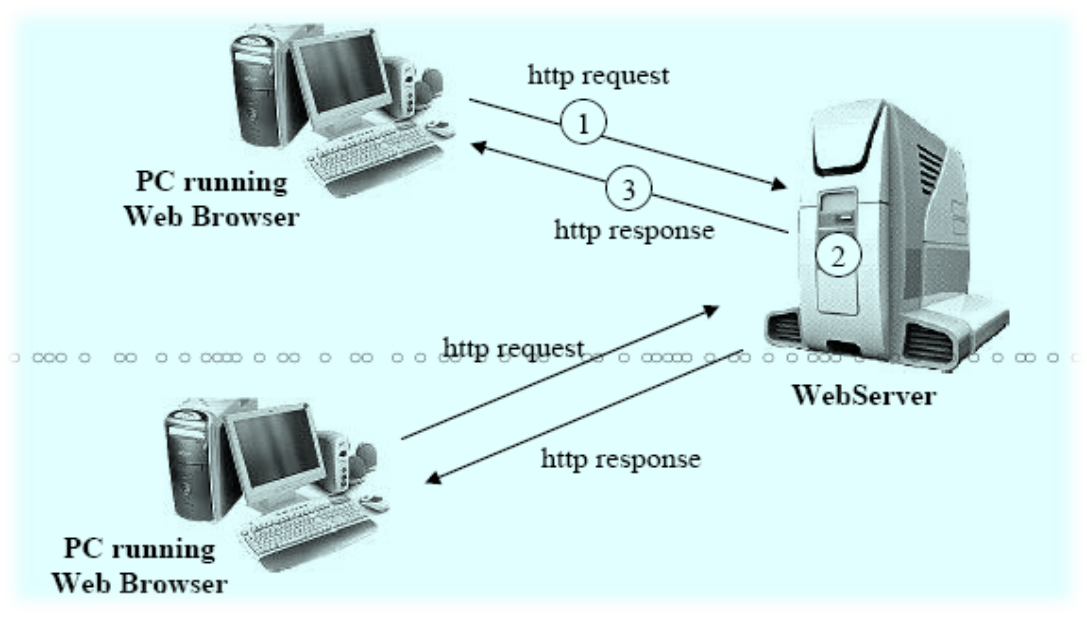 http request
1
PC running
Web Browser
3
http response
2
http request
WebServer
http response
PC running
Web Browser